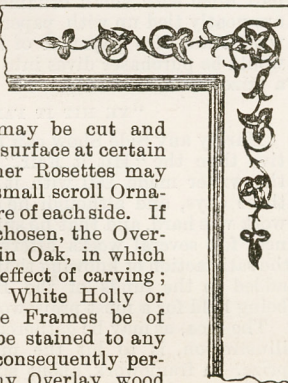 may be cut and
surface at certain
her Rosettes may
small scroll Orna-
re of each side. If
chosen, the Over-
in Oak, in which
effect of carving;
White Holly or
e Frames be of
be stained to any
consequently per-
Overlay, wood